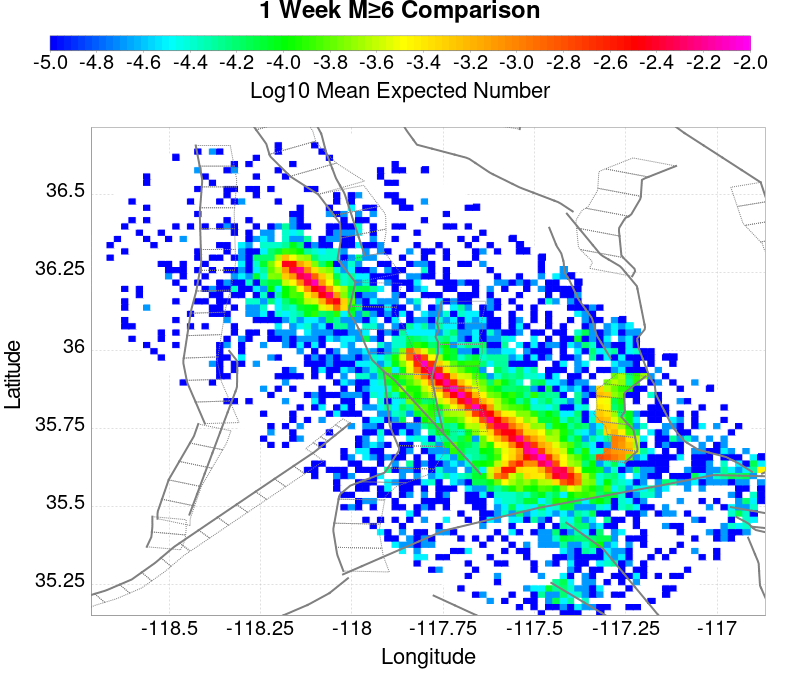 1 Week M≥6 Comparison
-5.0 -4.8 -4.6 -4.4 -4.2 -4.0 -3.8 -3.6 -3.4 -3.2 -3.0 -2.8 -2.6 -2.4 -2.2 -2.0
Log10 Mean Expected Number
36.5
36.25
36
35.75
35.5
35.25
Latitude
-118.5 -118.25 -118 -117.75 -117.5 -117.25 -117
Longitude